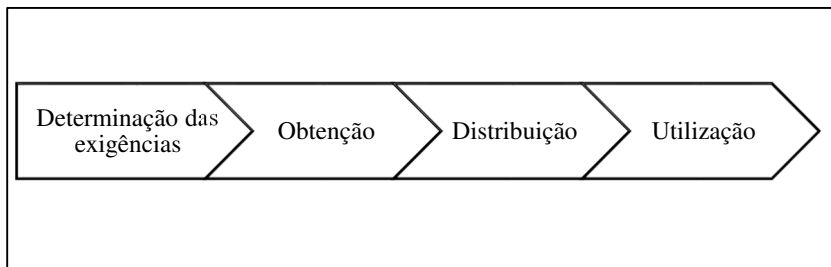 Determinação das
exigências
Obtenção
Distribuição
Utilização